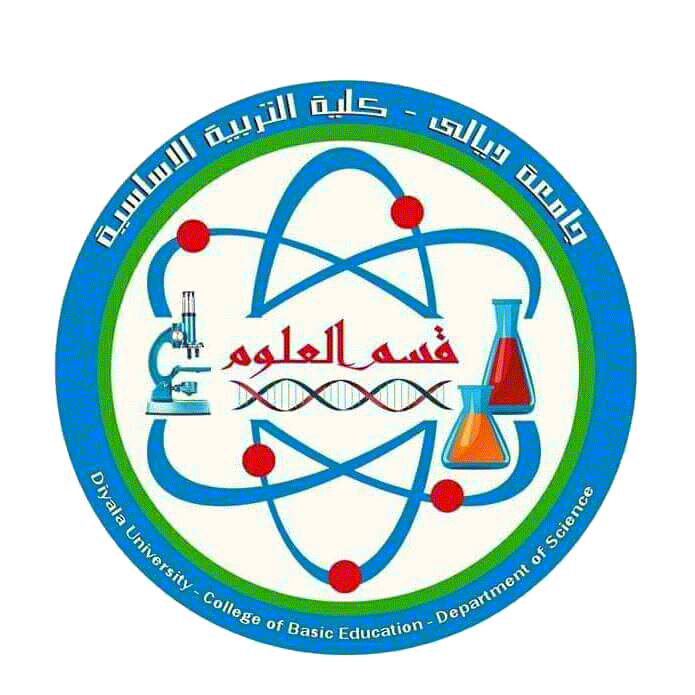 جامعة ديالى - كلية التربية الاساسية
قسم العلوم
Diyala University - College of Basic Education - Department of Science